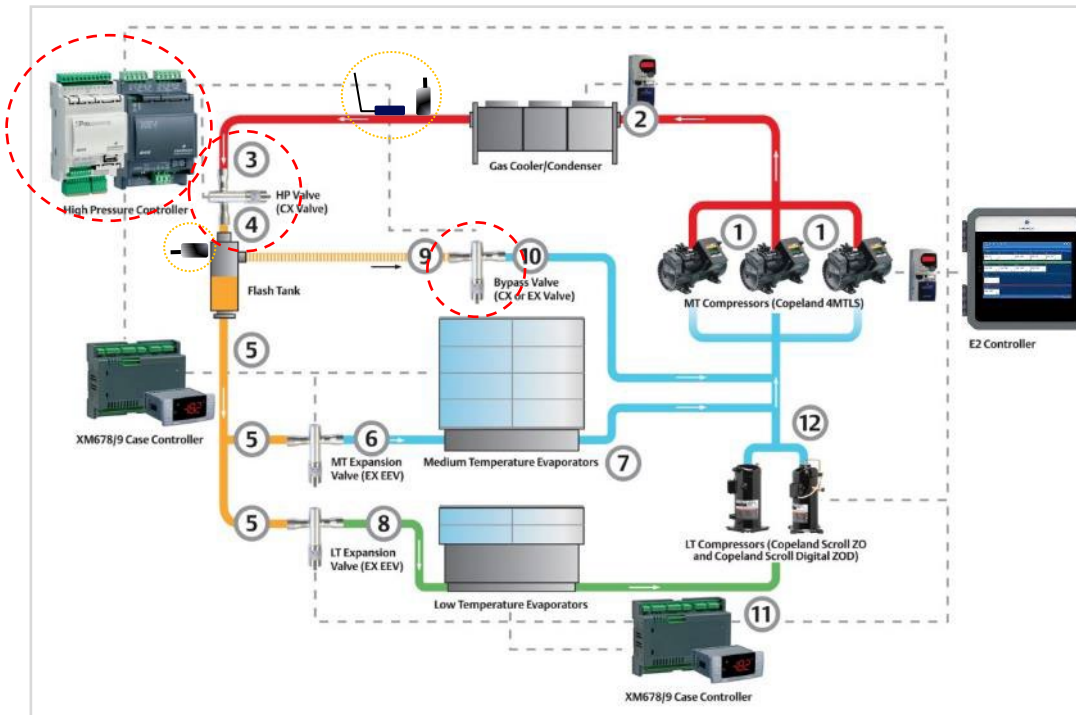 2
Gas Cooler/Condenser
3
HP Valve
(CX Valve)
High Pressure Controller
4
1
1
9
10
Flash Tank
Bypass Valve
(CX or EX Valve)
MT Compressors (Copeland 4MTLS)
E2 Controller
5
XM678/9 Case Controller
5
6
MT Expansion
Valve (EX EEV)
Medium Temperature Evaporators
7
12
5
8
LT Expansion
Valve (EX EEV)
LT Compressors (Copeland Scroll ZO
and Copeland Scroll Digital ZOD)
Low Temperature Evaporators
11
XM678/9 Case Controller